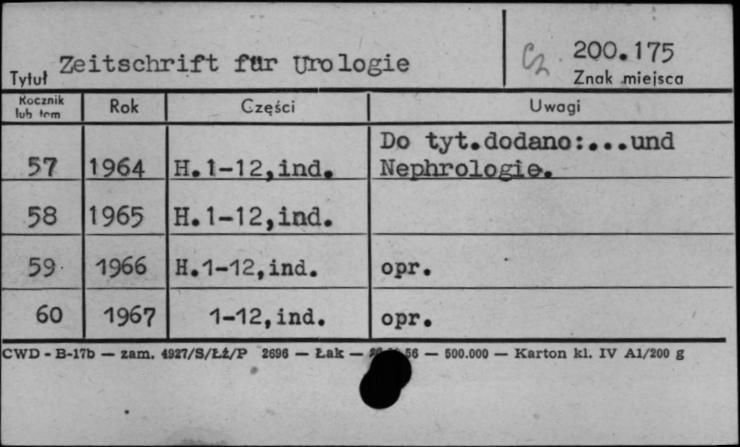 Zeitschrift für Urologie
Tytuł
Cz 200.175
Znak miejsca
Rocznik lub tom Rok Części Uwagi
57 1964 H.1-12,ind. Do tyt.dodano:...und Nephrologie.
58 1965 H.1-12,ind.
59 1966 H.1-12,ind. opr.
60 1967 1-12,ind. opr.
CWD - B-17b — zam. 4927/S/Łż/P 2696 — Łak — 56 — 500.000 — Karton kl. IV A1/200 g